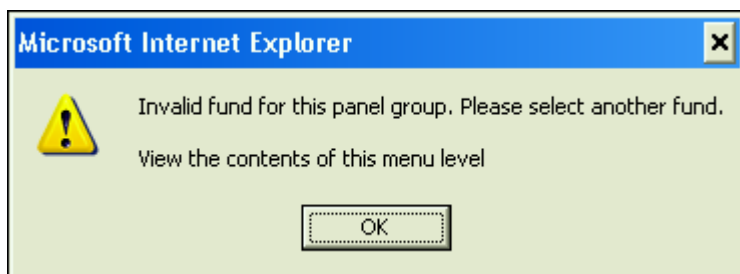 Microsoft Internet Explorer
Invalid fund for this panel group. Please select another fund.
View the contents of this menu level
OK